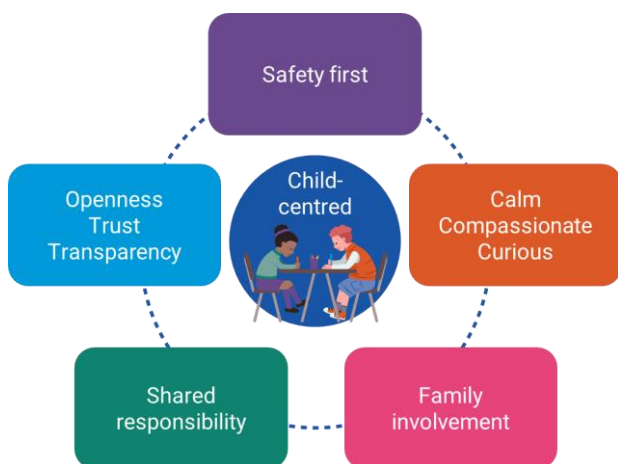 Safety first
Openness
Trust
Transparency
Child-
centred
Calm
Compassionate
Curious
Shared
responsibility
Family
involvement